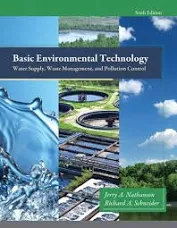 Sixth Edition
Basic Environmental Technology
Water Supply, Waste Management, and Pollution Control
Jerry A. Nathanson
Richard A. Schneider